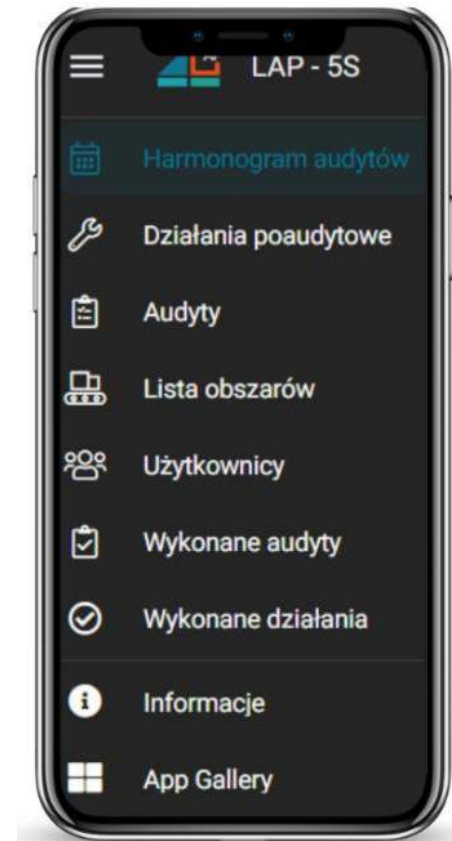 LAP - 5S
Harmonogram audytów
Działania poaudytowe
Audyty
Lista obszarów
Użytkownicy
Wykonane audyty
Wykonane działania
Informacje
App Gallery